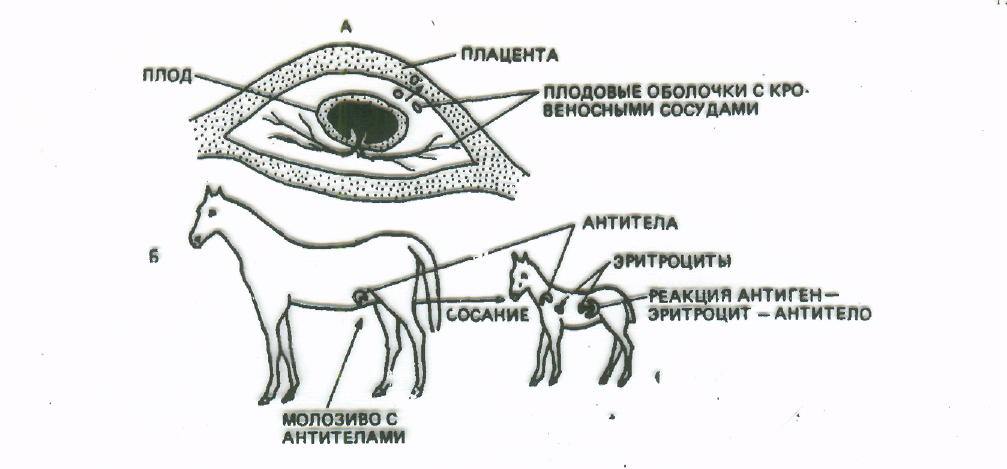 А
ПЛАЦЕНТА
ПЛОД
ПЛОДОВЫЕ ОБОЛОЧКИ С КРО-
ВЕНОСНЫМИ СОСУДАМИ
Б
АНТИТЕЛА
ЭРИТРОЦИТЫ
РЕАКЦИЯ АНТИГЕН—
ЭРИТРОЦИТ — АНТИТЕЛО
СОСАНИЕ
МОЛОЗИВО С
АНТИТЕЛАМИ